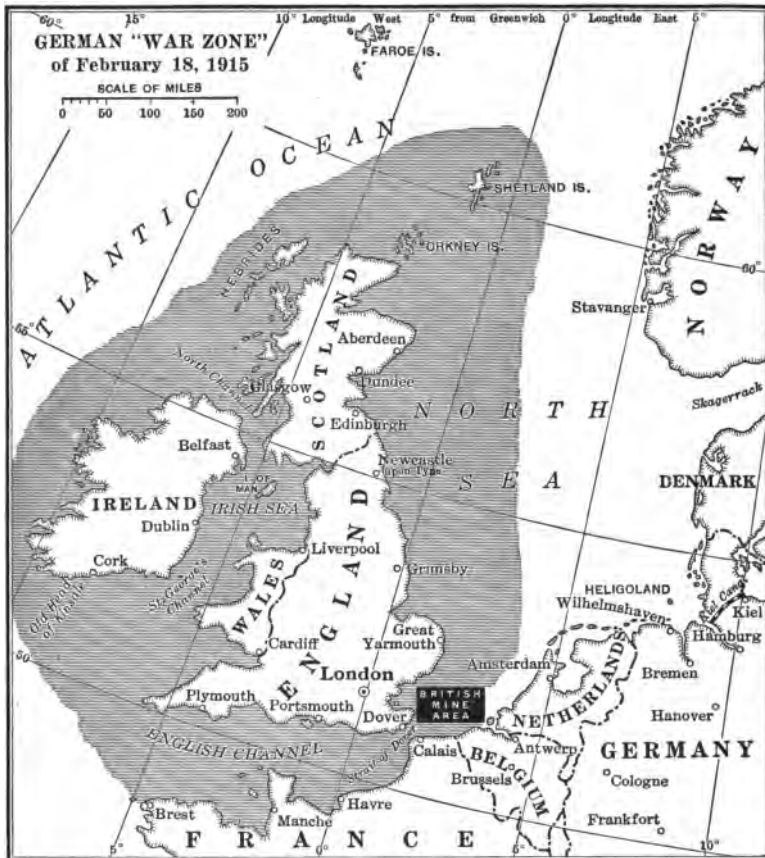 60°
15°
10°
Longitude West
5°
from Greenwich
0°
Longitude East
5°
GERMAN "WAR ZONE"
of February 18, 1915
SCALE OF MILES
0 50 100 150 200
FAROE IS.
ATLANTIC OCEAN
SHETLAND IS.
ORKNEY IS.
HEBRIDES
NORWAY
60°
Stavanger
SCOTLAND
Aberdeen
55°
North Channel
Glasgow
Dundee
Edinburgh
NORTH
SEA
Skagerrack
Belfast
Newcastle
upon Tyne
DENMARK
I. OF
MAN
IRELAND
IRISH SEA
Dublin
Liverpool
Cork
St. George's
Channel
Old Head
of Kinsale
WALES
ENGLAND
Grimsby
HELIGOLAND
Wilhelmshaven
Kiel Canal
Kiel
Hamburg
50
Cardiff
Great
Yarmouth
Amsterdam
NETHERLANDS
Bremen
London
BRITISH
MINE
AREA
Plymouth
Portsmouth
Dover
Hanover
ENGLISH CHANNEL
Strait of Dover
Calais
Antwerp
GERMANY
BELGIUM
Brussels
Cologne
Brest
Manche
Havre
Frankfort
FRANCE
5°
0°
5°
10°